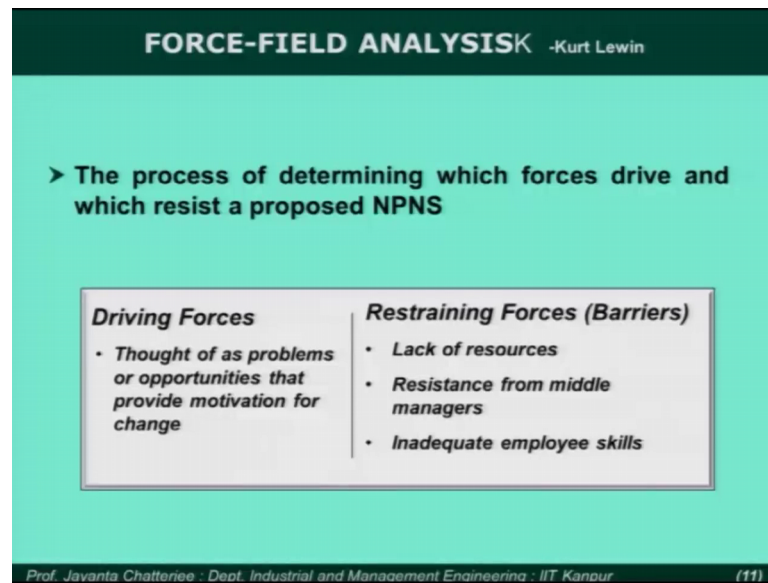 FORCE-FIELD ANALYSISK -Kurt Lewin
➤ The process of determining which forces drive and
which resist a proposed NPNS
Driving Forces
• Thought of as problems
or opportunities that
provide motivation for
change
Restraining Forces (Barriers)
• Lack of resources
• Resistance from middle
managers
• Inadequate employee skills
Prof. Jayanta Chatterjee : Dept. Industrial and Management Engineering : IIT Kanpur (11)